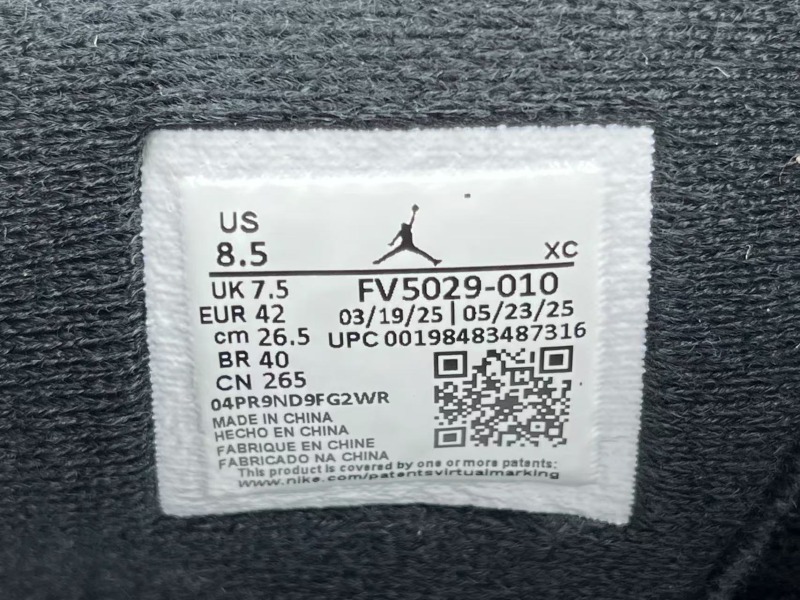 US
8.5
XC
UK 7.5
FV5029-010
EUR 42
03/19/25 | 05/23/25
cm 26.5
UPC 00198483487316
BR 40
CN 265
04PR9ND9FG2WR
MADE IN CHINA
HECHO EN CHINA
FABRIQUE EN CHINE
FABRICADO NA CHINA
This product is covered by one or more patents:
www.nike.com/patentsvirtualmarking